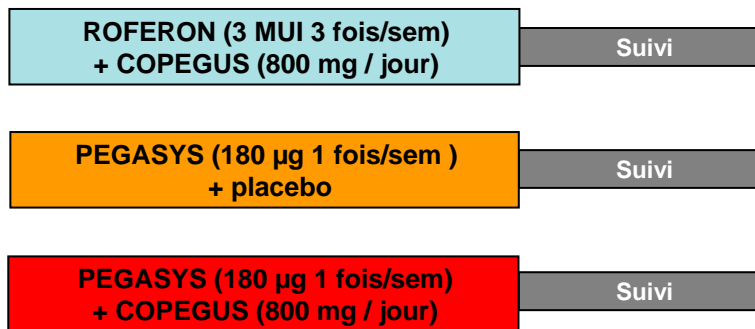 ROFERON (3 MUI 3 fois/sem)
+ COPEGUS (800 mg / jour)
Suivi
PEGASYS (180 µg 1 fois/sem )
+ placebo
Suivi
PEGASYS (180 µg 1 fois/sem)
+ COPEGUS (800 mg / jour)
Suivi